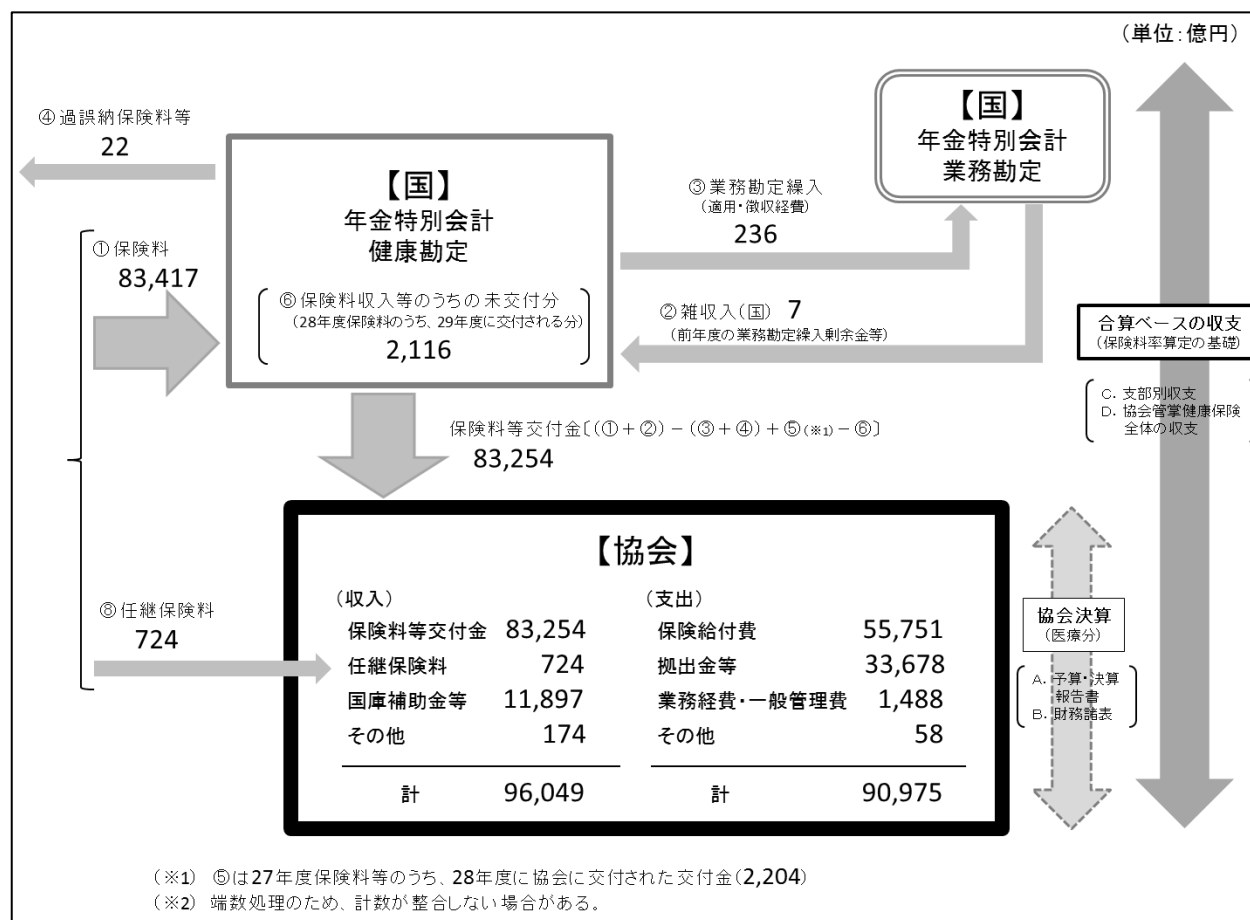 （単位：億円）
④過誤納保険料等
22
【国】
年金特別会計
健康勘定
⑥保険料収入等のうちの未交付分
（28年度保険料のうち、29年度に交付される分）
2,116
①保険料
83,417
③業務勘定繰入
（適用・徴収経費）
236
【国】
年金特別会計
業務勘定
②雑収入（国） 7
（前年度の業務勘定繰入剰余金等）
合算ベースの収支
（保険料率算定の基礎）
C. 支部別収支
D. 協会管掌健康保険
全体の収支
保険料等交付金〔（①＋②）－（③＋④）＋⑤（※1）－⑥〕
83,254
⑧任継保険料
724
【協会】
（収入）
保険料等交付金 83,254
任継保険料 724
国庫補助金等 11,897
その他 174
計 96,049
（支出）
保険給付費 55,751
拠出金等 33,678
業務経費・一般管理費 1,488
その他 58
計 90,975
協会決算
（医療分）
A. 予算・決算
報告書
B. 財務諸表
（※1） ⑤は27年度保険料等のうち、28年度に協会に交付された交付金（2,204）
（※2） 端数処理のため、計数が整合しない場合がある。